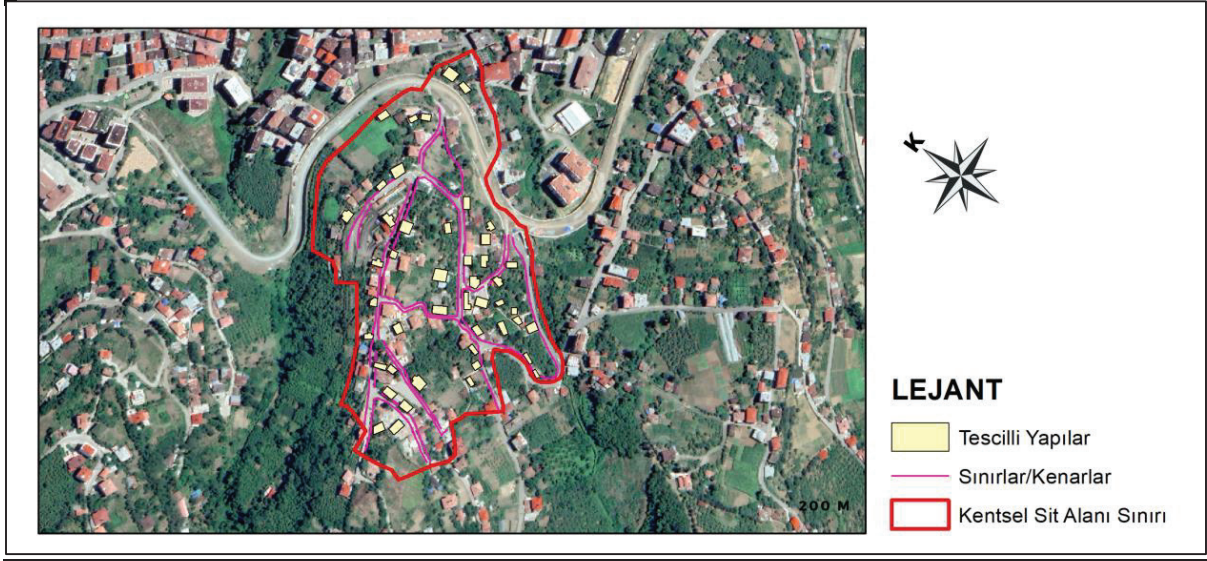 K
LEJANT
Tescilli Yapılar
Sınırlar/Kenarlar
Kentsel Sit Alanı Sınırı
200 M